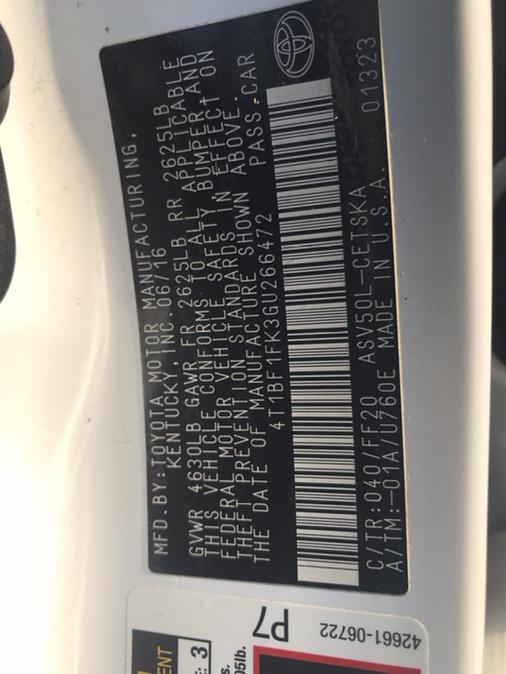 MFD.BY:TOYOTA MOTOR MANUFACTURING,
KENTUCKY, INC. 06/16
GVWR 4630LB GAWR FR 2625LB RR 2625LB
THIS VEHICLE CONFORMS TO ALL APPLICABLE
FEDERAL MOTOR VEHICLE SAFETY BUMPER, AND
THEFT PREVENTION STANDARDS IN EFFECT ON
THE DATE OF MANUFACTURE SHOWN ABOVE.
4T1BF1FK3GU266472 PASS.CAR
C/TR:040/FF20 ASV50L-CETSKA
A/TM:-01A/U760E MADE IN U.S.A. 01323
P7
42661-06722
3
05lb.